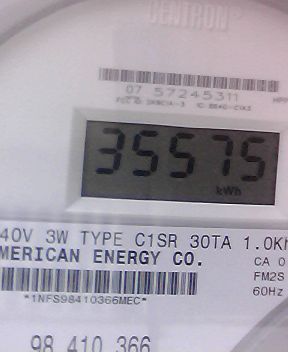 CENTRON®
07 57245311
35575
kWh
40V 3W TYPE C1SR 30TA 1.0Kh
MERICAN ENERGY CO.
CA 0
FM2S
60Hz
*1NFS98410366MEC*
98 410 366